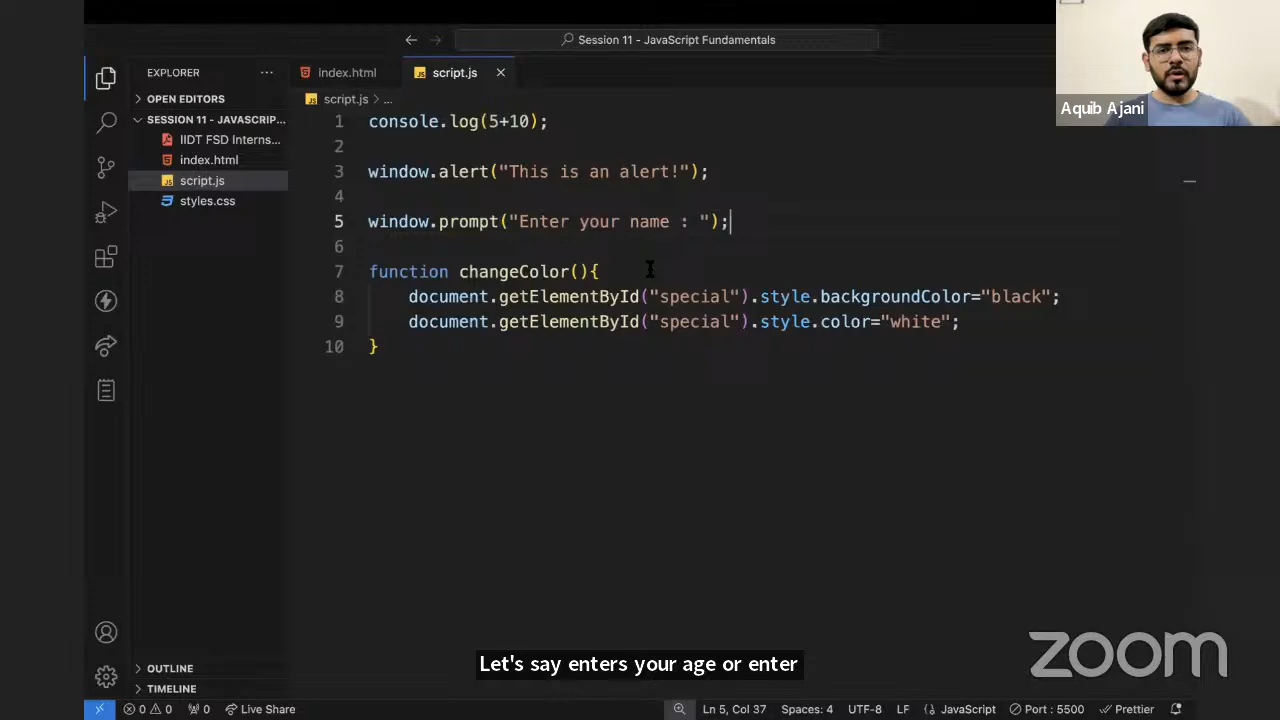 Session 11 - JavaScript Fundamentals
Aquib Ajani
EXPLORER
index.html
script.js
OPEN EDITORS
script.js > ...
SESSION 11 - JAVASCRIP...
IIDT FSD Interns...
index.html
script.js
styles.css
1 console.log(5+10);
2
3 window.alert("This is an alert!");
4
5 window.prompt("Enter your name : ");
6
7 function changeColor(){
8 document.getElementById("special").style.backgroundColor="black";
9 document.getElementById("special").style.color="white";
10 }
Let's say enters your age or enter
zoom
OUTLINE
TIMELINE
0 0 0 Live Share Ln 5, Col 37 Spaces: 4 UTF-8 LF {} JavaScript Port : 5500 Prettier